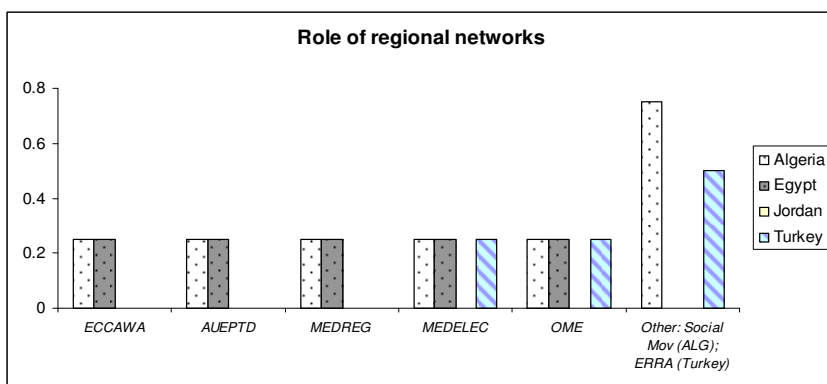 Role of regional networks
0.8
0.6
0.4
0.2
0
ECCAWA AUEPTD MEDREG MEDELEC OME Other: Social
Mov (ALG);
ERRA (Turkey)
Algeria
Egypt
Jordan
Turkey